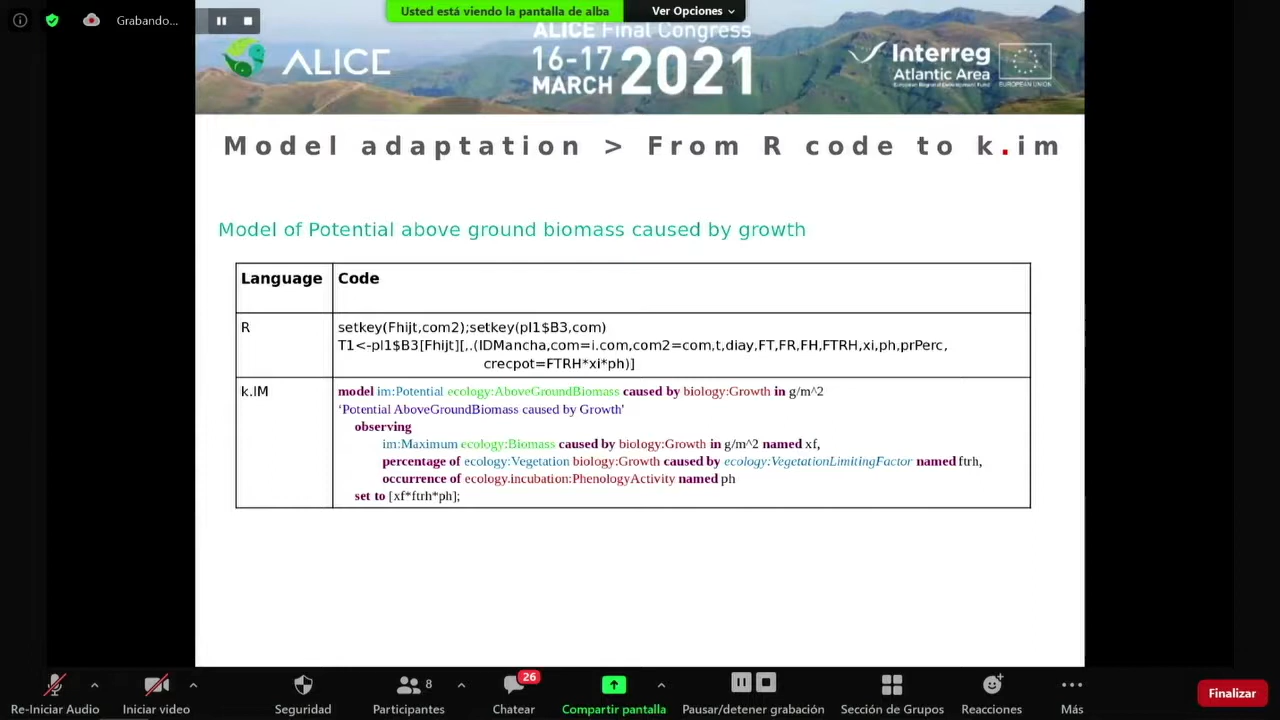 Grabando...
Usted está viendo la pantalla de alba
Ver Opciones
ALICE
ALICE Final Congress
16-17
MARCH 2021
Interreg
Atlantic Area
EUROPEAN UNION
Model adaptation > From R code to k.im
Model of Potential above ground biomass caused by growth
Language Code
R
setkey(Fhijt,com2);setkey(pl1$B3,com)
T1<-pl1$B3[Fhijt][,.(IDMancha,com=i.com,com2=com,t,diay,FT,FR,FH,FTRH,xi,ph,prPerc,
crecpot=FTRH*xi*ph)]
k.IM
model im:Potential ecology:AboveGroundBiomass caused by biology:Growth in g/m^2
‘Potential AboveGroundBiomass caused by Growth'
observing
im:Maximum ecology:Biomass caused by biology:Growth in g/m^2 named xf,
percentage of ecology:Vegetation biology:Growth caused by ecology:VegetationLimitingFactor named ftrh,
occurrence of ecology.incubation:PhenologyActivity named ph
set to [xf*ftrh*ph];
Re-Iniciar Audio
Iniciar video
Seguridad
8
Participantes
26
Chatear
Compartir pantalla
Pausar/detener grabación
Sección de Grupos
Reacciones
Más
Finalizar